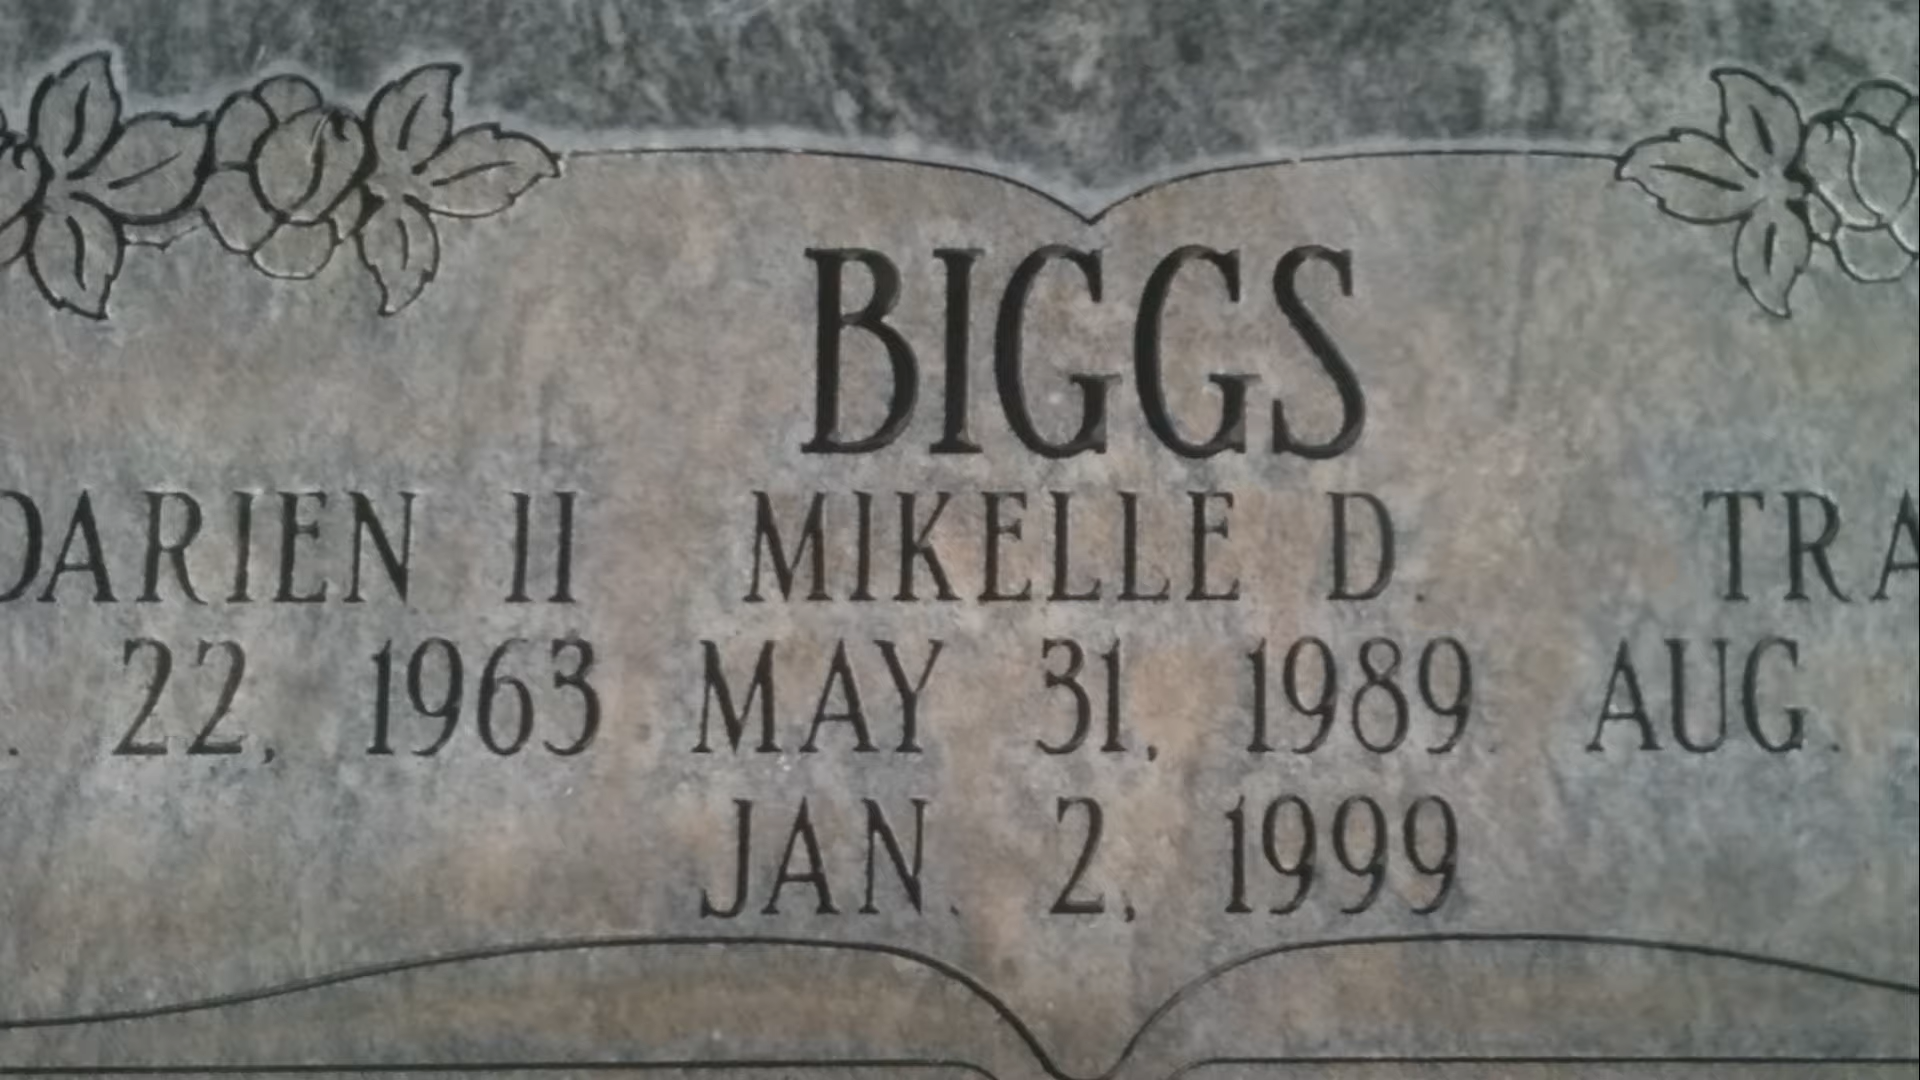 BIGGS
DARIEN II MIKELLE D. TRA
. 22, 1963 MAY 31, 1989 AUG.
JAN. 2, 1999